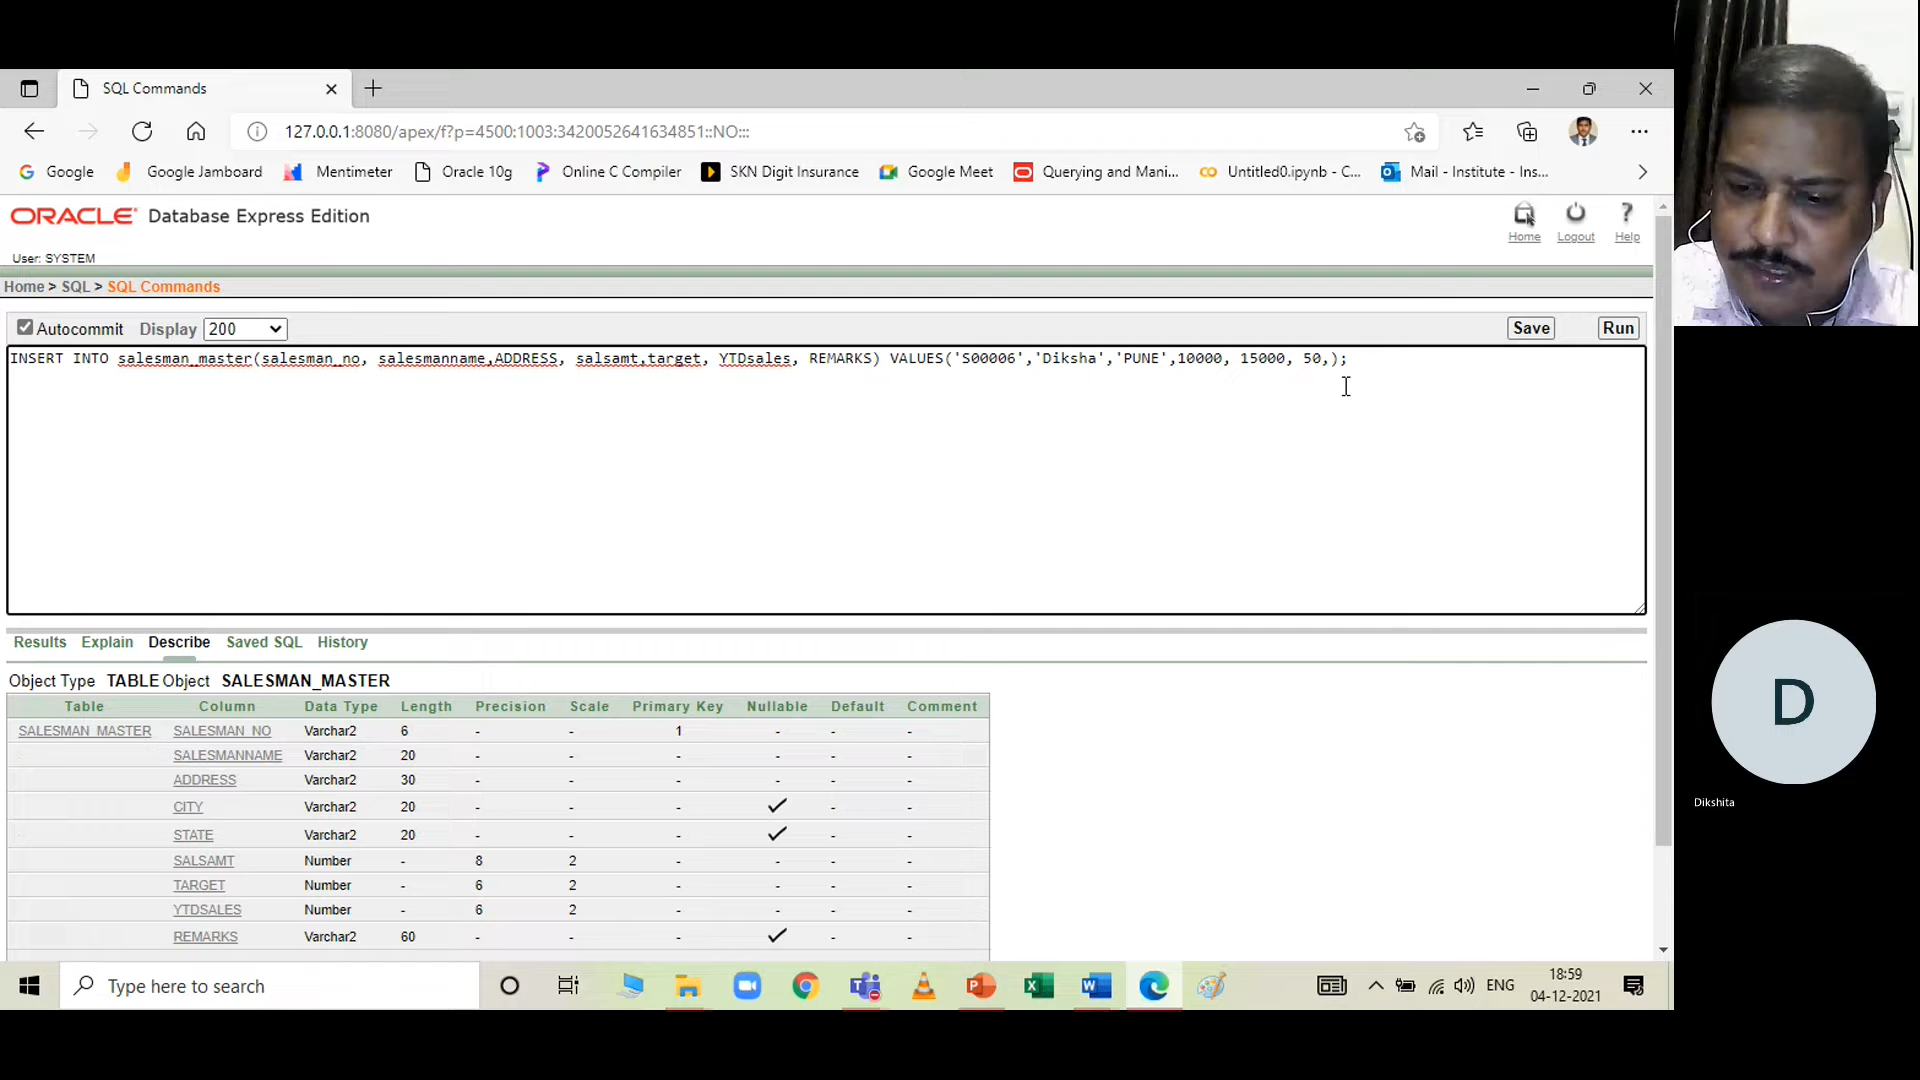 SQL Commands
127.0.0.1:8080/apex/f?p=4500:1003:3420052641634851::NO:::
Google Google Jamboard Mentimeter Oracle 10g Online C Compiler SKN Digit Insurance Google Meet Querying and Mani... Untitled0.ipynb - C... Mail - Institute - Ins...
ORACLE Database Express Edition
Home Logout Help
User: SYSTEM
Home > SQL > SQL Commands
Autocommit Display 200 Save Run
INSERT INTO salesman_master(salesman_no, salesmanname,ADDRESS, salsamt,target, YTDsales, REMARKS) VALUES('S00006','Diksha','PUNE',10000, 15000, 50,);
Results Explain Describe Saved SQL History
Object Type TABLE Object SALESMAN_MASTER
Table Column Data Type Length Precision Scale Primary Key Nullable Default Comment
SALESMAN_MASTER SALESMAN_NO Varchar2 6 - - 1 - - -
SALESMANNAME Varchar2 20 - - - - - -
ADDRESS Varchar2 30 - - - - - -
CITY Varchar2 20 - - - ✓ - -
STATE Varchar2 20 - - - ✓ - -
SALSAMT Number - 8 2 - - - -
TARGET Number - 6 2 - - - -
YTDSALES Number - 6 2 - - - -
REMARKS Varchar2 60 - - - ✓ - -
D
Dikshita
Type here to search
ENG
18:59
04-12-2021